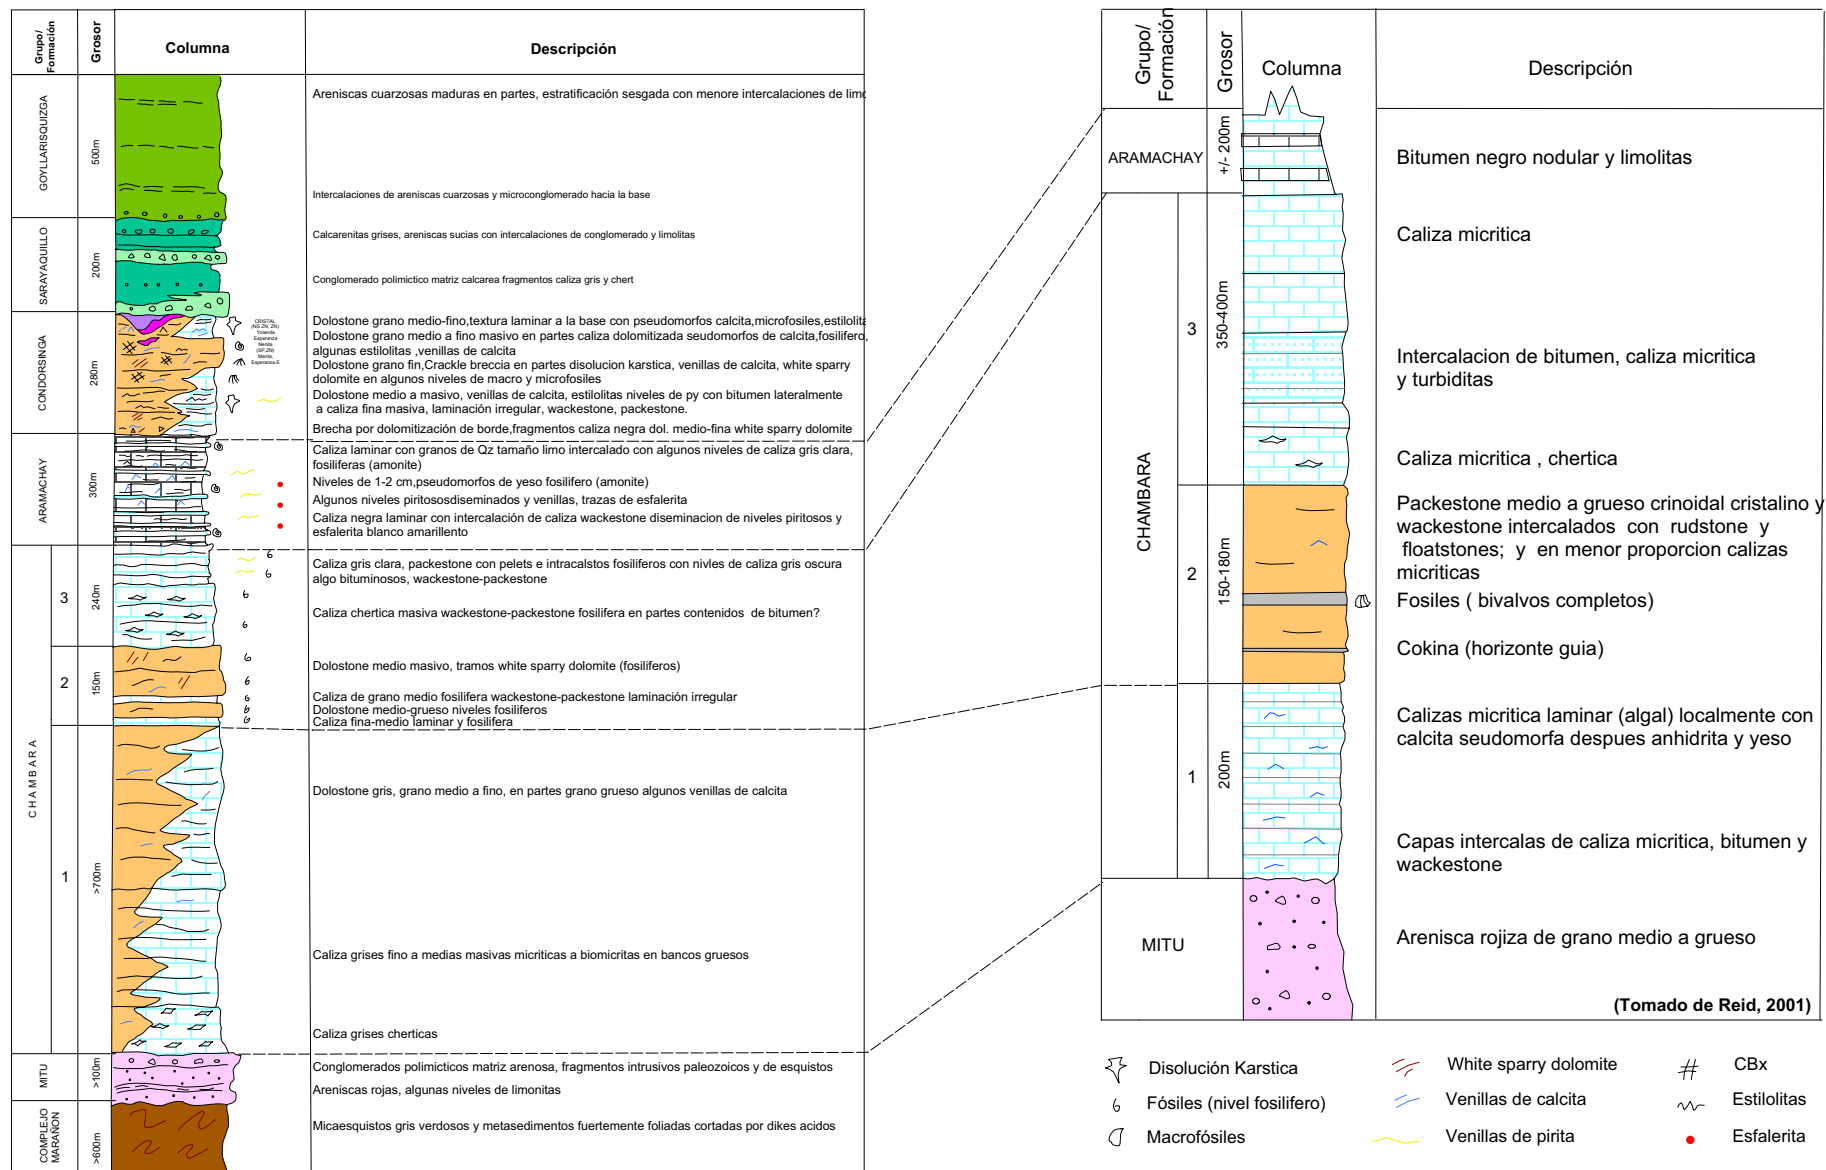 Grupo/
Formación
Grosor
Columna
Descripción
GOYLLARISQUIZGA
500m
Areniscas cuarzosas maduras en partes, estratificación sesgada con menore intercalaciones de limo
Intercalaciones de areniscas cuarzosas y microconglomerado hacia la base
SARAYAQUILLO
200m
Calcarenitas grises, areniscas sucias con intercalaciones de conglomerado y limolitas
Conglomerado polimictico matriz calcarea fragmentos caliza gris y chert
CONDORSINGA
280m
CRISTAL
(NS ZN, ZN)
Yolanda
Esperanza
Nerlita
(SP,ZN)
Marita,
Esperanza E
Dolostone grano medio-fino,textura laminar a la base con pseudomorfos calcita,microfosiles,estilolita
Dolostone grano medio a fino masivo en partes caliza dolomitizada seudomorfos de calcita,fosilifero,
algunas estilolitas ,venillas de calcita
Dolostone grano fin,Crackle breccia en partes disolucion karstica, venillas de calcita, white sparry
dolomite en algunos niveles de macro y microfosiles
Dolostone medio a masivo, venillas de calcita, estilolitas niveles de py con bitumen lateralmente
a caliza fina masiva, laminación irregular, wackestone, packestone.
Brecha por dolomitización de borde,fragmentos caliza negra dol. medio-fina white sparry dolomite
ARAMACHAY
300m
Caliza laminar con granos de Qz tamaño limo intercalado con algunos niveles de caliza gris clara,
fosiliferas (amonite)
Niveles de 1-2 cm,pseudomorfos de yeso fosilifero (amonite)
Algunos niveles piritososdiseminados y venillas, trazas de esfalerita
Caliza negra laminar con intercalación de caliza wackestone diseminacion de niveles piritosos y
esfalerita blanco amarillento
CHAMBARA
3
240m
Caliza gris clara, packestone con pelets e intracalstos fosiliferos con nivles de caliza gris oscura
algo bituminosos, wackestone-packestone
Caliza chertica masiva wackestone-packestone fosilifera en partes contenidos de bitumen?
2
150m
Dolostone medio masivo, tramos white sparry dolomite (fosiliferos)
Caliza de grano medio fosilifera wackestone-packestone laminación irregular
Dolostone medio-grueso niveles fosiliferos
Caliza fina-medio laminar y fosilifera
1
>700m
Dolostone gris, grano medio a fino, en partes grano grueso algunos venillas de calcita
Caliza grises fino a medias masivas micriticas a biomicritas en bancos gruesos
Caliza grises cherticas
MITU
>100m
Conglomerados polimicticos matriz arenosa, fragmentos intrusivos paleozoicos y de esquistos
Areniscas rojas, algunas niveles de limonitas
COMPLEJO
MARAÑON
>600m
Micaesquistos gris verdosos y metasedimentos fuertemente foliadas cortadas por dikes acidos
Grupo/
Formación
Grosor
Columna
Descripción
ARAMACHAY
+/- 200m
Bitumen negro nodular y limolitas
CHAMBARA
3
350-400m
Caliza micritica
Intercalacion de bitumen, caliza micritica
y turbiditas
Caliza micritica , chertica
2
150-180m
Packestone medio a grueso crinoidal cristalino y
wackestone intercalados con rudstone y
floatstones; y en menor proporcion calizas
micriticas
Fosiles ( bivalvos completos)
Cokina (horizonte guia)
1
200m
Calizas micritica laminar (algal) localmente con
calcita seudomorfa despues anhidrita y yeso
Capas intercalas de caliza micritica, bitumen y
wackestone
MITU
Arenisca rojiza de grano medio a grueso
(Tomado de Reid, 2001)
Disolución Karstica
White sparry dolomite
CBx
Fósiles (nivel fosilifero)
Venillas de calcita
Estilolitas
Macrofósiles
Venillas de pirita
Esfalerita